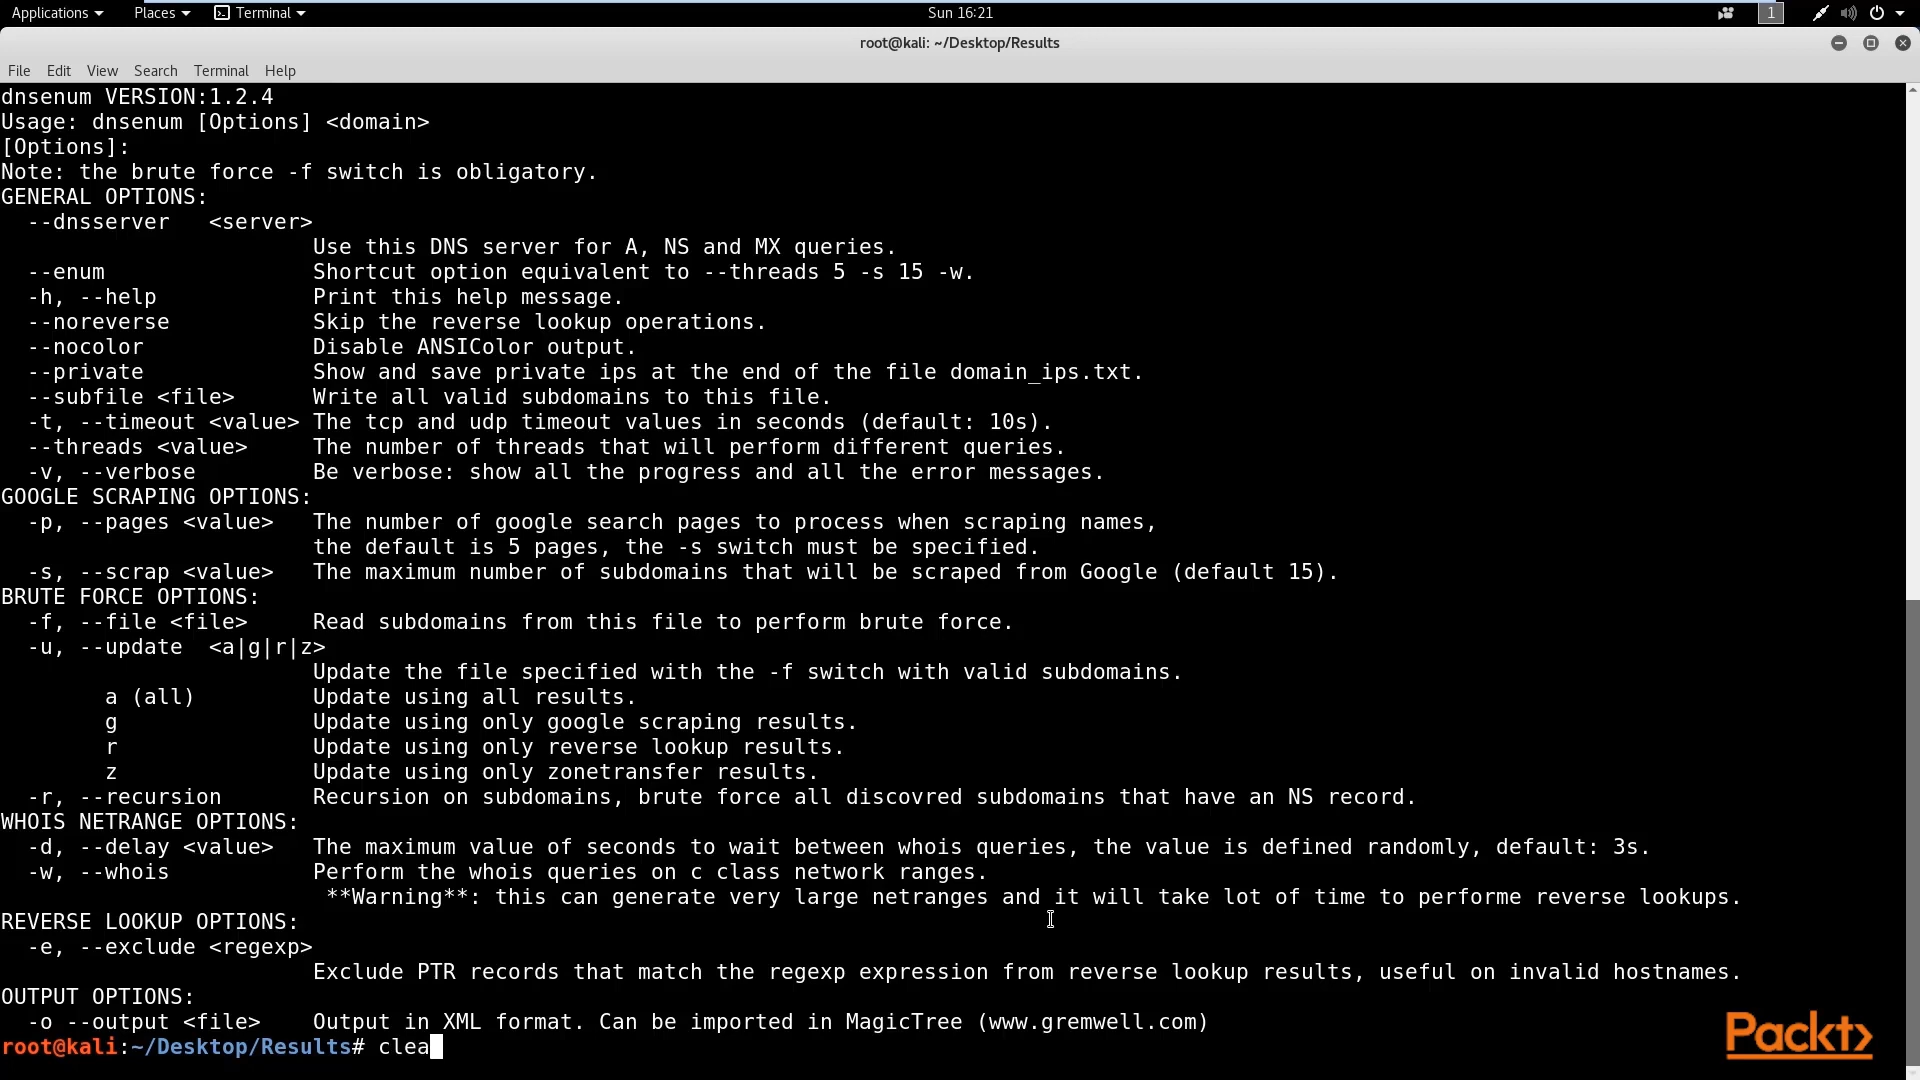 Applications Places Terminal Sun 16:21 1
root@kali: ~/Desktop/Results
File Edit View Search Terminal Help
dnsenum VERSION:1.2.4
Usage: dnsenum [Options] <domain>
[Options]:
Note: the brute force -f switch is obligatory.
GENERAL OPTIONS:
  --dnsserver   <server>
                        Use this DNS server for A, NS and MX queries.
  --enum                Shortcut option equivalent to --threads 5 -s 15 -w.
  -h, --help            Print this help message.
  --noreverse           Skip the reverse lookup operations.
  --nocolor             Disable ANSIColor output.
  --private             Show and save private ips at the end of the file domain_ips.txt.
  --subfile <file>      Write all valid subdomains to this file.
  -t, --timeout <value> The tcp and udp timeout values in seconds (default: 10s).
  --threads <value>     The number of threads that will perform different queries.
  -v, --verbose         Be verbose: show all the progress and all the error messages.
GOOGLE SCRAPING OPTIONS:
  -p, --pages <value>   The number of google search pages to process when scraping names,
                        the default is 5 pages, the -s switch must be specified.
  -s, --scrap <value>   The maximum number of subdomains that will be scraped from Google (default 15).
BRUTE FORCE OPTIONS:
  -f, --file <file>     Read subdomains from this file to perform brute force.
  -u, --update  <a|g|r|z>
                        Update the file specified with the -f switch with valid subdomains.
        a (all)         Update using all results.
        g               Update using only google scraping results.
        r               Update using only reverse lookup results.
        z               Update using only zonetransfer results.
  -r, --recursion       Recursion on subdomains, brute force all discovred subdomains that have an NS record.
WHOIS NETRANGE OPTIONS:
  -d, --delay <value>   The maximum value of seconds to wait between whois queries, the value is defined randomly, default: 3s.
  -w, --whois           Perform the whois queries on c class network ranges.
                         **Warning**: this can generate very large netranges and it will take lot of time to performe reverse lookups.
REVERSE LOOKUP OPTIONS:
  -e, --exclude <regexp>
                        Exclude PTR records that match the regexp expression from reverse lookup results, useful on invalid hostnames.
OUTPUT OPTIONS:
  -o --output <file>    Output in XML format. Can be imported in MagicTree (www.gremwell.com)
root@kali:~/Desktop/Results# clea
Packt>